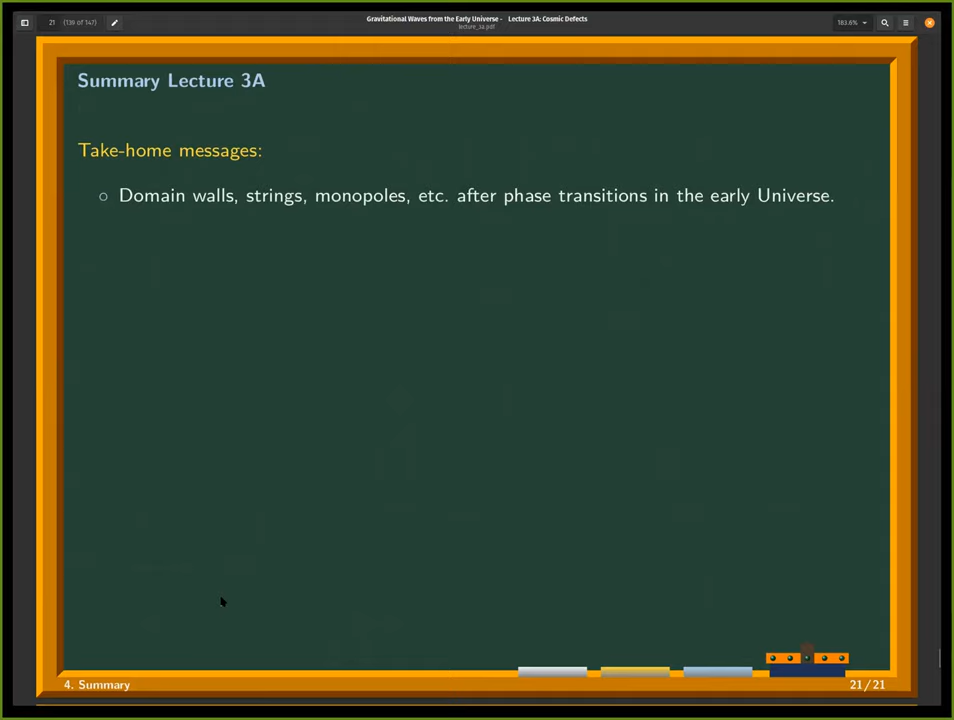 21 (139 of 147)
Gravitational Waves from the Early Universe - Lecture 3A: Cosmic Defects
lecture_3a.pdf
183.6%
Summary Lecture 3A
Take-home messages:
Domain walls, strings, monopoles, etc. after phase transitions in the early Universe.
4. Summary
21/21